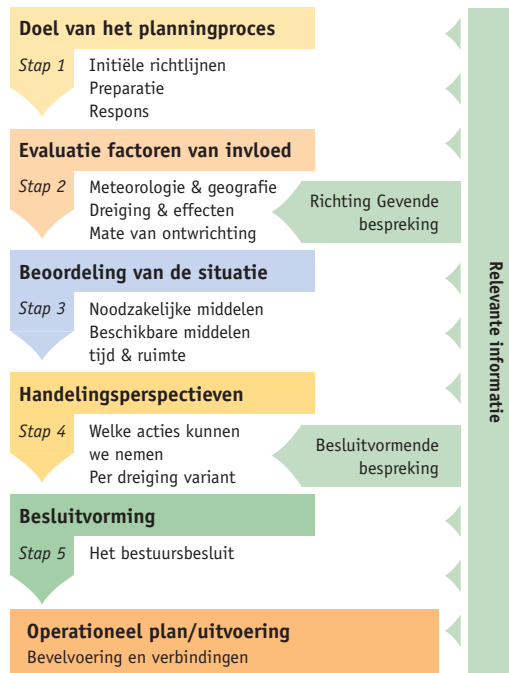 Doel van het planningproces
Stap 1
Initiële richtlijnen
Preparatie
Respons
Evaluatie factoren van invloed
Stap 2
Meteorologie & geografie
Dreiging & effecten
Mate van ontwrichting
Richting Gevende
bespreking
Beoordeling van de situatie
Stap 3
Noodzakelijke middelen
Beschikbare middelen
tijd & ruimte
Handelingsperspectieven
Stap 4
Welke acties kunnen
we nemen
Per dreiging variant
Besluitvormende
bespreking
Besluitvorming
Stap 5
Het bestuursbesluit
Operationeel plan/uitvoering
Bevelvoering en verbindingen
Relevante informatie